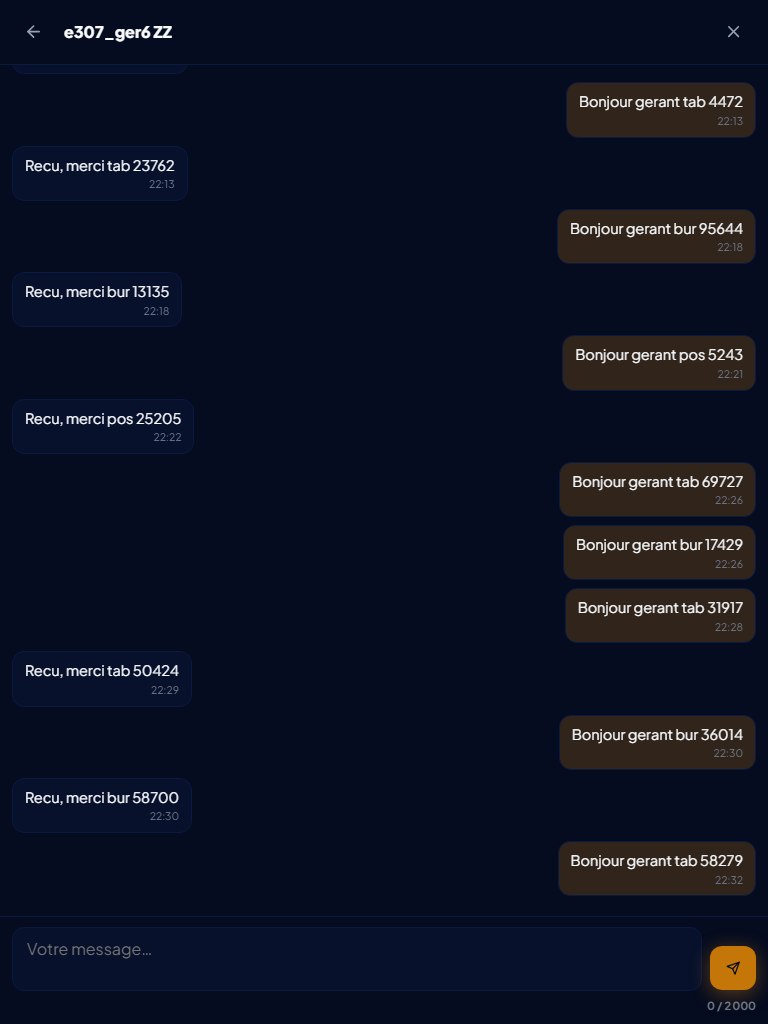 e307_ger6 ZZ
Bonjour gerant tab 4472
22:13
Recu, merci tab 23762
22:13
Bonjour gerant bur 95644
22:18
Recu, merci bur 13135
22:18
Bonjour gerant pos 5243
22:21
Recu, merci pos 25205
22:22
Bonjour gerant tab 69727
22:26
Bonjour gerant bur 17429
22:26
Bonjour gerant tab 31917
22:28
Recu, merci tab 50424
22:29
Bonjour gerant bur 36014
22:30
Recu, merci bur 58700
22:30
Bonjour gerant tab 58279
22:32
Votre message...
0 / 2000